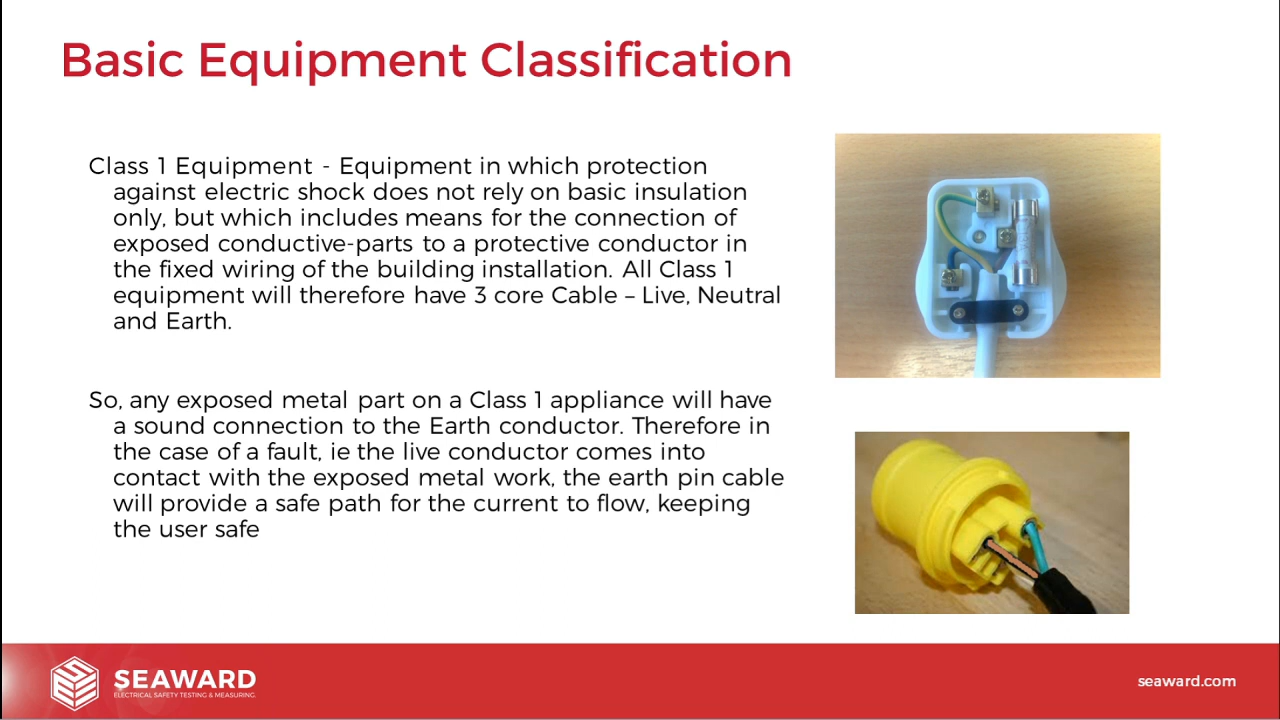 Basic Equipment Classification
Class 1 Equipment - Equipment in which protection
against electric shock does not rely on basic insulation
only, but which includes means for the connection of
exposed conductive-parts to a protective conductor in
the fixed wiring of the building installation. All Class 1
equipment will therefore have 3 core Cable – Live, Neutral
and Earth.
So, any exposed metal part on a Class 1 appliance will have
a sound connection to the Earth conductor. Therefore in
the case of a fault, ie the live conductor comes into
contact with the exposed metal work, the earth pin cable
will provide a safe path for the current to flow, keeping
the user safe
SEAWARD
ELECTRICAL SAFETY TESTING & MEASURING.
seaward.com